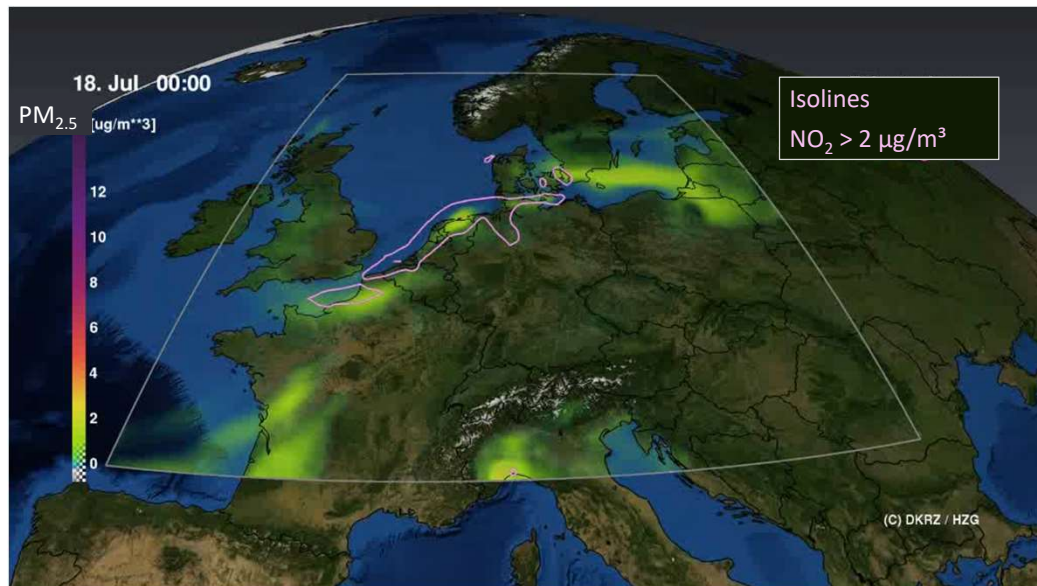 18. Jul 00:00
PM2.5 [ug/m**3]
12
10
8
6
4
2
0
Isolines
NO₂ > 2 µg/m³
(C) DKRZ / HZG